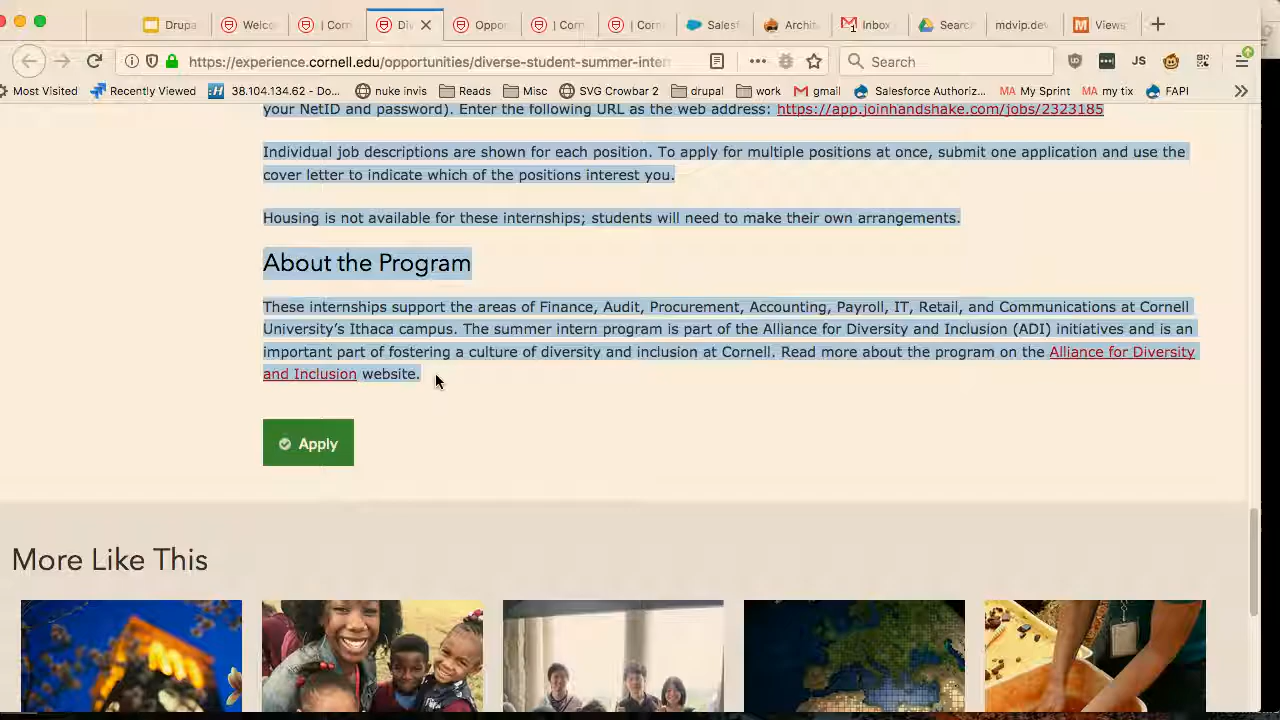 Drupa
Welco
| Corn
Div
Oppor
| Corn
| Corn
Salesf
Archit
Inbox
Searc
mdvip.dev
Views
https://experience.cornell.edu/opportunities/diverse-student-summer-intern
Search
JS
Most Visited
Recently Viewed
38.104.134.62 - Do...
nuke invis
Reads
Misc
SVG Crowbar 2
drupal
work
gmail
Salesforce Authoriz...
MA My Sprint
MA my tix
FAPI
your NetID and password). Enter the following URL as the web address: https://app.joinhandshake.com/jobs/2323185
Individual job descriptions are shown for each position. To apply for multiple positions at once, submit one application and use the
cover letter to indicate which of the positions interest you.
Housing is not available for these internships; students will need to make their own arrangements.
About the Program
These internships support the areas of Finance, Audit, Procurement, Accounting, Payroll, IT, Retail, and Communications at Cornell
University’s Ithaca campus. The summer intern program is part of the Alliance for Diversity and Inclusion (ADI) initiatives and is an
important part of fostering a culture of diversity and inclusion at Cornell. Read more about the program on the Alliance for Diversity
and Inclusion website.
Apply
More Like This